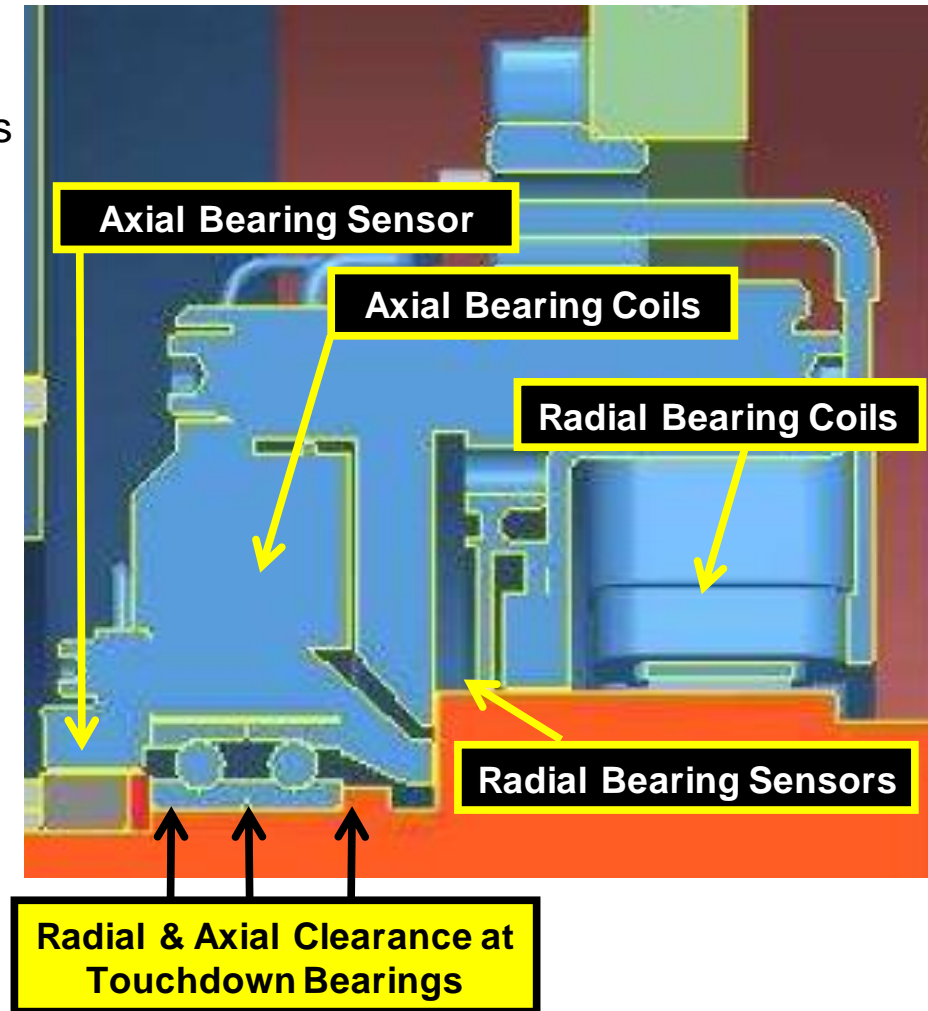 s
Axial Bearing Sensor
Axial Bearing Coils
Radial Bearing Coils
Radial Bearing Sensors
Radial & Axial Clearance at
Touchdown Bearings